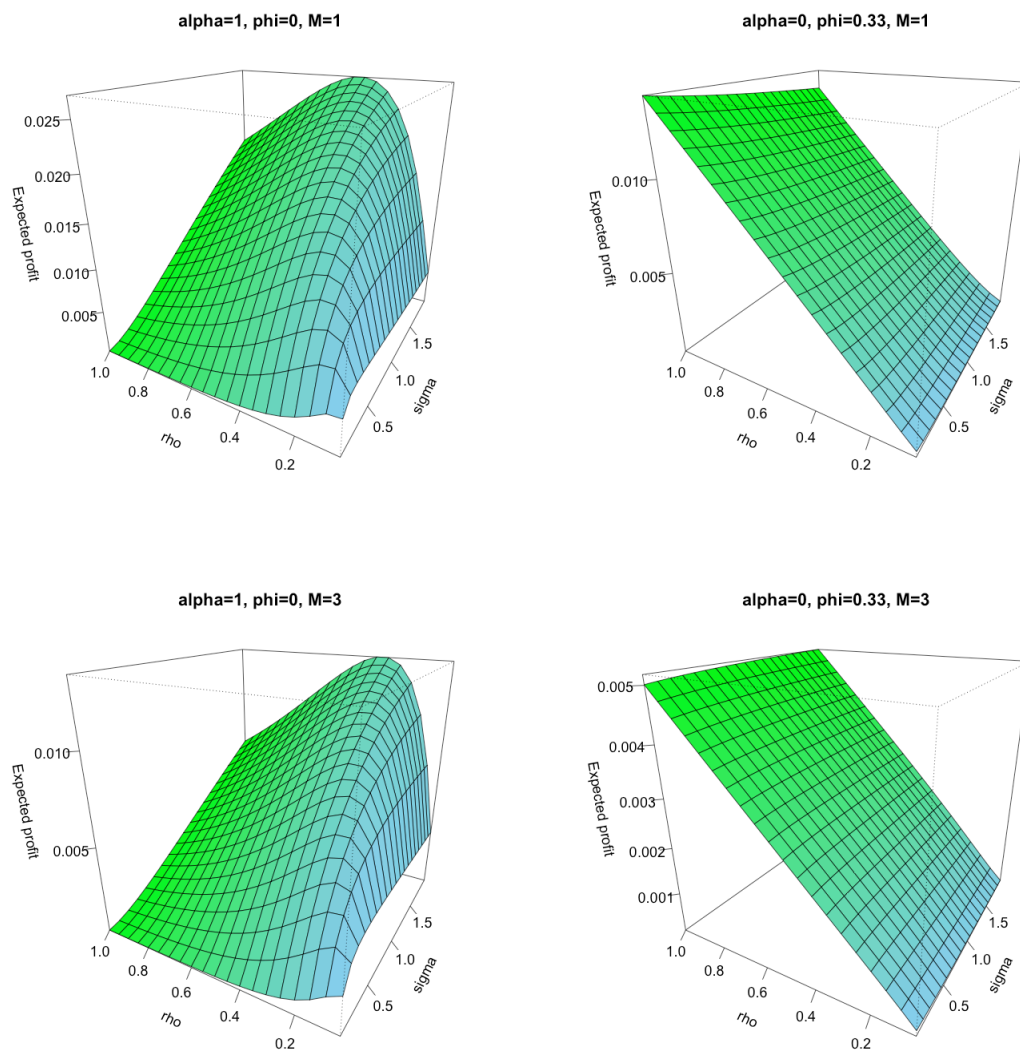 alpha=1, phi=0, M=1
0.025
0.020
0.015
0.010
0.005
Expected profit
1.0
0.8
0.6
0.4
0.2
rho
0.5
1.0
1.5
sigma
alpha=0, phi=0.33, M=1
0.010
0.005
Expected profit
1.0
0.8
0.6
0.4
0.2
rho
0.5
1.0
1.5
sigma
alpha=1, phi=0, M=3
0.010
0.005
Expected profit
1.0
0.8
0.6
0.4
0.2
rho
0.5
1.0
1.5
sigma
alpha=0, phi=0.33, M=3
0.005
0.004
0.003
0.002
0.001
Expected profit
1.0
0.8
0.6
0.4
0.2
rho
0.5
1.0
1.5
sigma